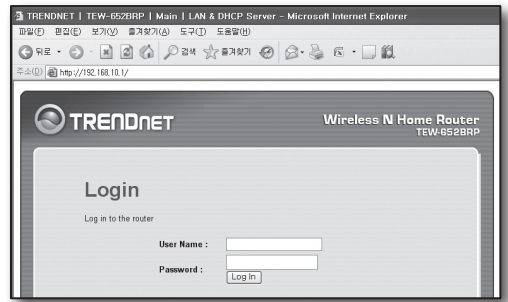 TRENDNET | TEW-652BRP | Main | LAN & DHCP Server - Microsoft Internet Explorer
파일(F) 편집(E) 보기(V) 즐겨찾기(A) 도구(T) 도움말(H)
뒤로 검색 즐겨찾기
주소(D) http://192.168.10.1/
TRENDNET
Wireless N Home Router
TEW-652BRP
Login
Log in to the router
User Name :
Password :
Log In